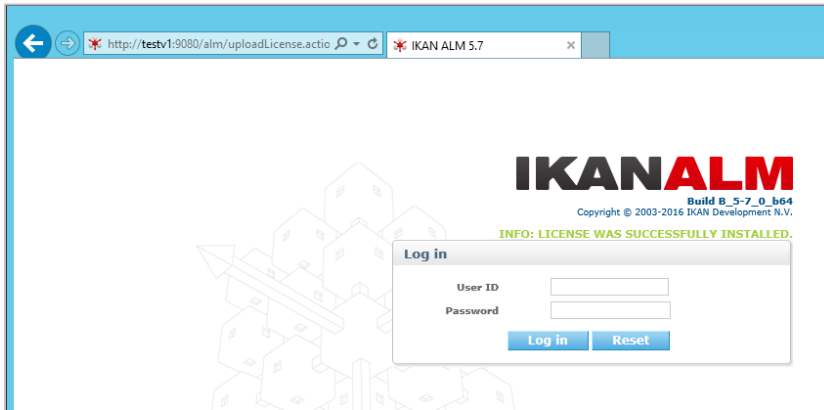 http://testv1:9080/alm/uploadLicense.actio
IKAN ALM 5.7
IKANALM
Build B_5-7_0_b64
Copyright © 2003-2016 IKAN Development N.V.
INFO: LICENSE WAS SUCCESSFULLY INSTALLED.
Log in
User ID
Password
Log in Reset